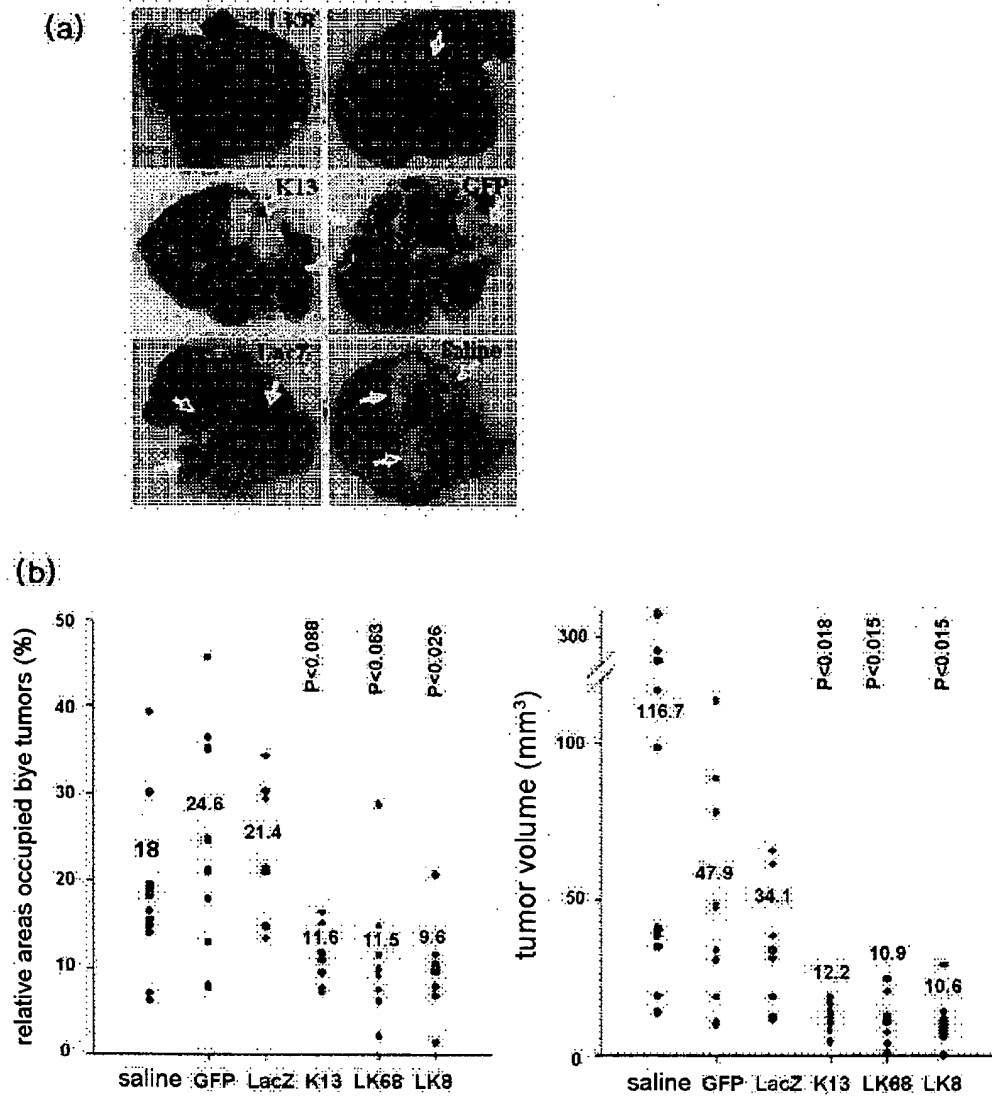 (a)
LK8
K13
GFP
LacZ
Saline
(b)
relative areas occupied bye tumors (%)
50
40
30
20
10
0
P<0.088
P<0.063
P<0.026
18
24.6
21.4
11.6
11.5
9.6
saline GFP LacZ K13 LK68 LK8
tumor volume (mm³)
300
100
50
0
P<0.018
P<0.015
P<0.015
116.7
47.9
34.1
12.2
10.9
10.6
saline GFP LacZ K13 LK68 LK8